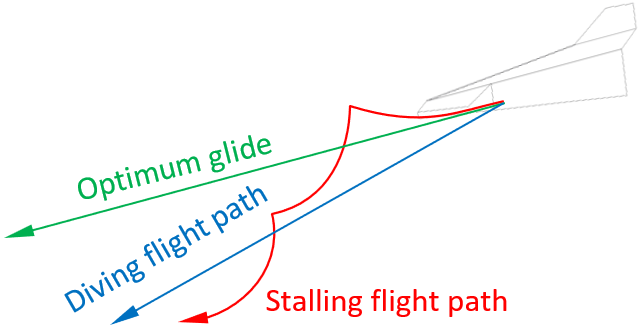 Optimum glide
Diving flight path
Stalling flight path